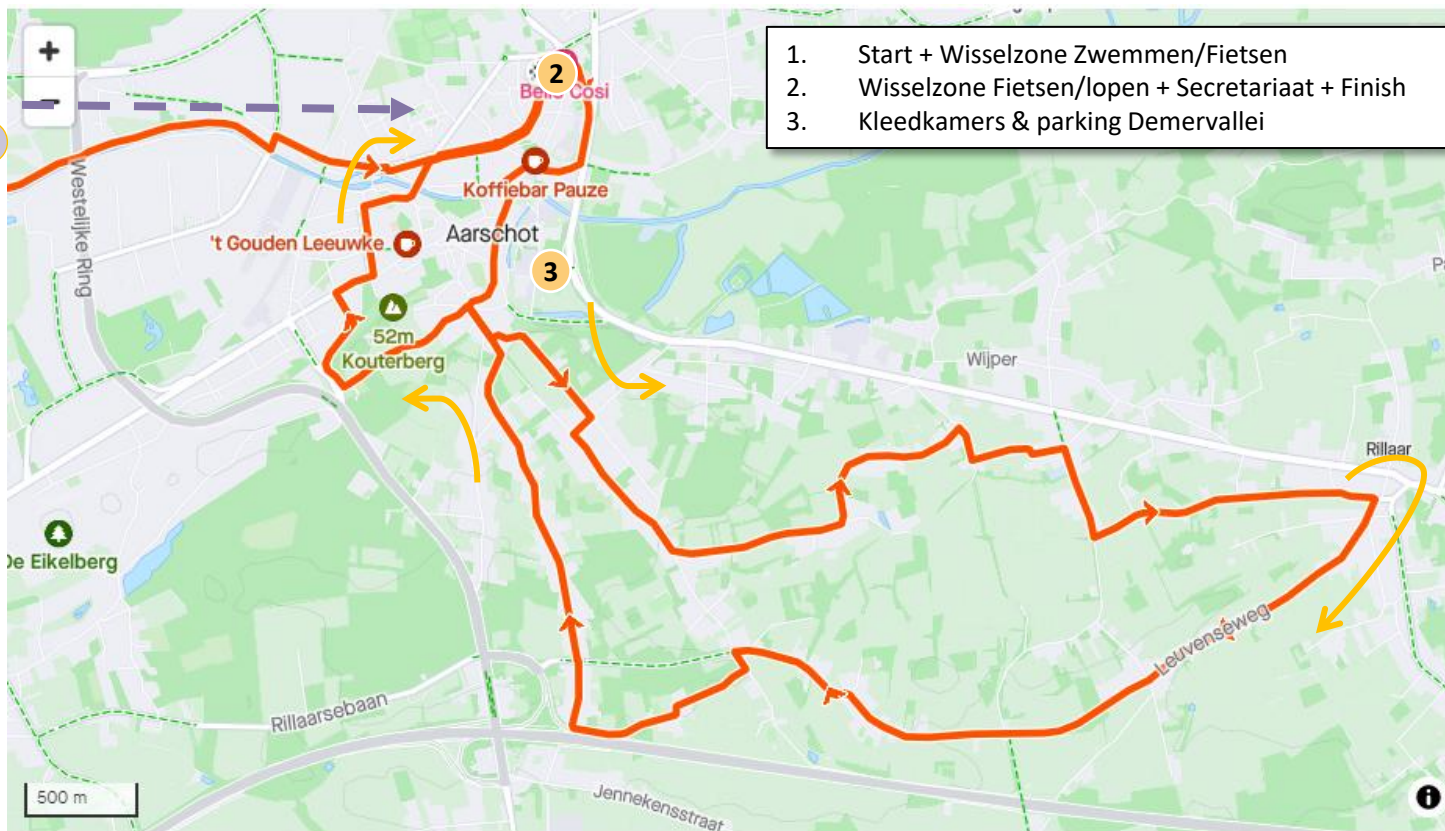 +
−
1. Start + Wisselzone Zwemmen/Fietsen
2. Wisselzone Fietsen/lopen + Secretariaat + Finish
3. Kleedkamers & parking Demervallei
2
Westelijke Ring
Koffiebar Pauze
't Gouden Leeuwke
Aarschot
3
52m
Kouterberg
Wijper
Rillaar
De Eikelberg
Leuvenseweg
Rillaarsebaan
Jennekensstraat
500 m
i